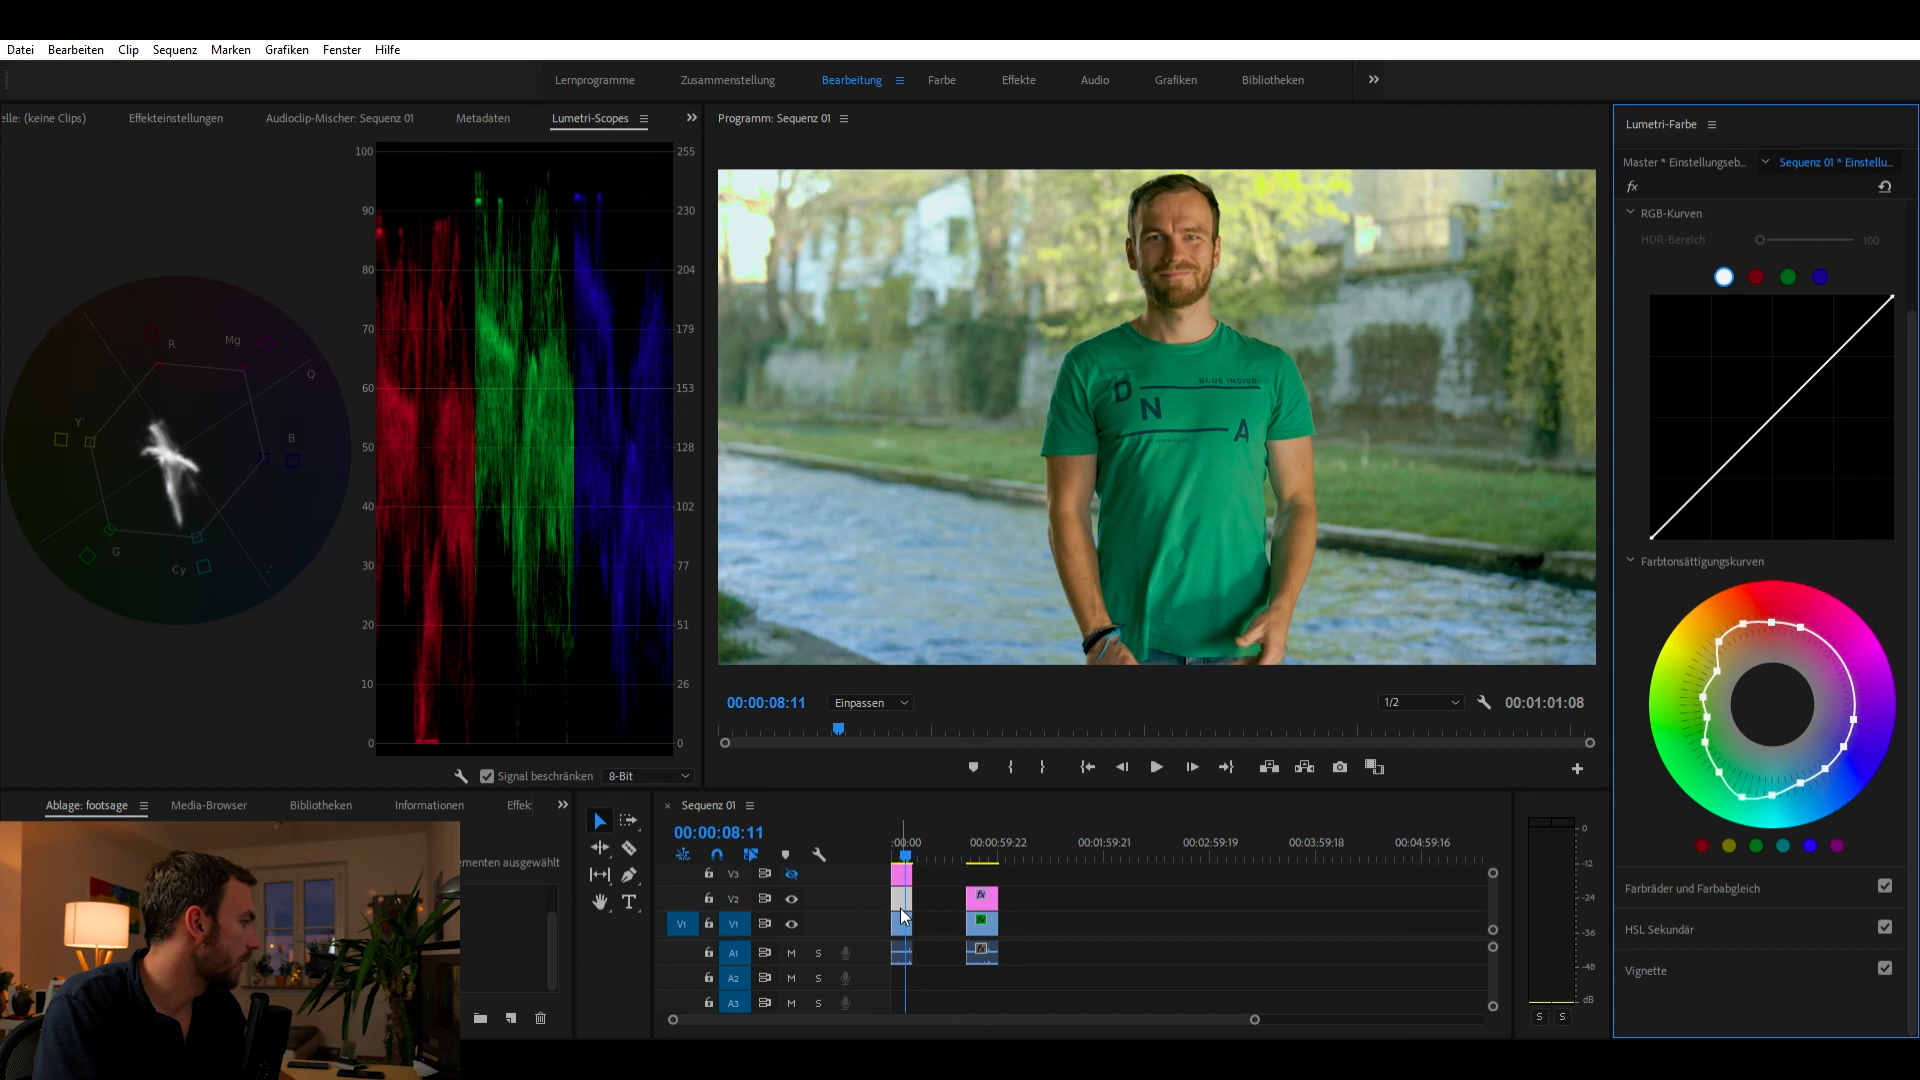 Datei Bearbeiten Clip Sequenz Marken Grafiken Fenster Hilfe
Lernprogramme Zusammenstellung Bearbeitung Farbe Effekte Audio Grafiken Bibliotheken
elle: (keine Clips) Effekteinstellungen Audioclip-Mischer: Sequenz 01 Metadaten Lumetri-Scopes
Programm: Sequenz 01
Lumetri-Farbe
Master * Einstellungseb... Sequenz 01 * Einstellu...
fx
RGB-Kurven
HDR-Bereich 100
100 255
90 230
80 204
70 179
60 153
50 128
40 102
30 77
20 51
10 26
0 0
R Mg Q
Y B
G Cy
Signal beschränken 8-Bit
BLUE INDIGO
D
N
A
00:00:08:11 Einpassen 1/2 00:01:01:08
Farbtonsättigungskurven
Farbräder und Farbabgleich
HSL Sekundär
Vignette
Ablage: footsage Media-Browser Bibliotheken Informationen Effek
ementen ausgewählt
Sequenz 01
00:00:08:11
:00:00 00:00:59:22 00:01:59:21 00:02:59:19 00:03:59:18 00:04:59:16
V3
V2 fx
V1 V1 fx
A1 M S fx
A2 M S
A3 M S
T
0
-12
-24
-36
-48
dB
S S